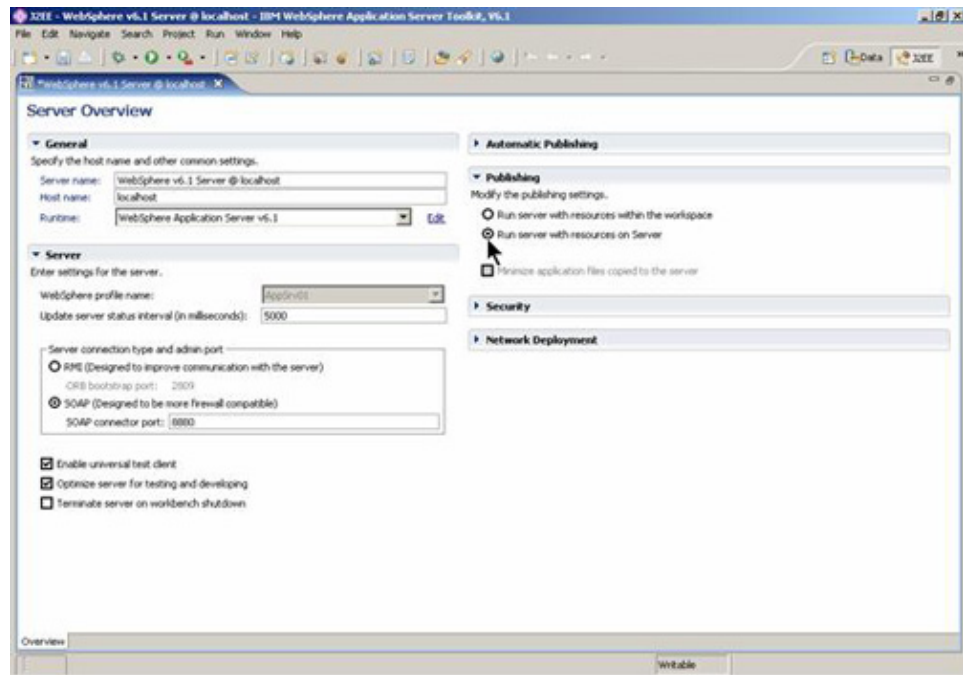 J2EE - WebSphere v6.1 Server @ localhost - IBM WebSphere Application Server Toolkit, V6.1
File Edit Navigate Search Project Run Window Help
Data J2EE »
*WebSphere v6.1 Server @ localhost
Server Overview
General
Specify the host name and other common settings.
Server name: WebSphere v6.1 Server @ localhost
Host name: localhost
Runtime: WebSphere Application Server v6.1 Edit
Server
Enter settings for the server.
WebSphere profile name: AppSrv01
Update server status interval (in milliseconds): 5000
Server connection type and admin port
RMI (Designed to improve communication with the server)
ORB bootstrap port: 2809
SOAP (Designed to be more firewall compatible)
SOAP connector port: 8880
Enable universal test client
Optimize server for testing and developing
Terminate server on workbench shutdown
Automatic Publishing
Publishing
Modify the publishing settings.
Run server with resources within the workspace
Run server with resources on Server
Minimize application files copied to the server
Security
Network Deployment
Overview
Writable